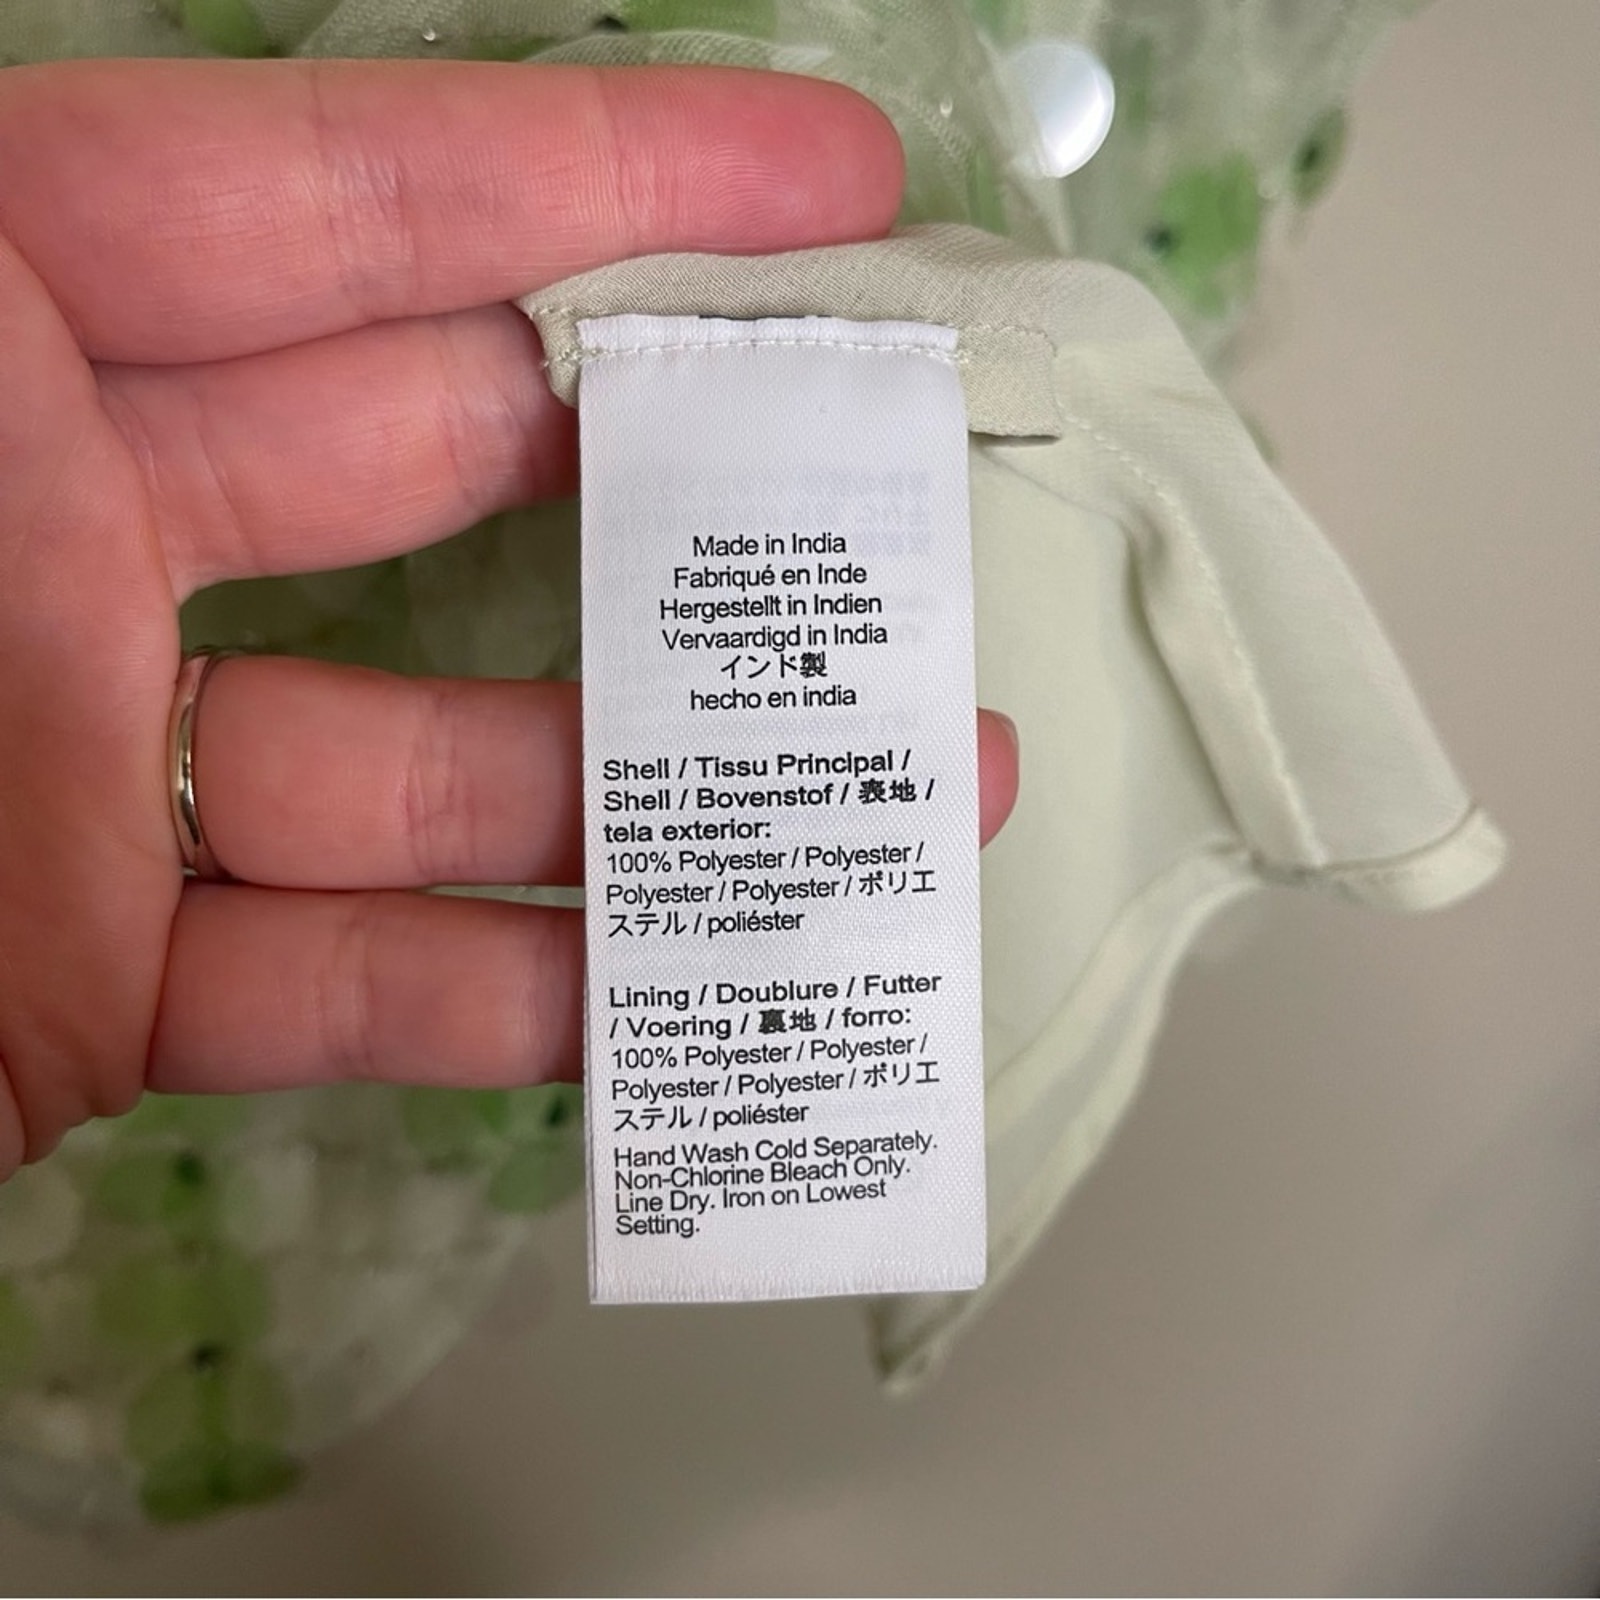 Made in India
Fabriqué en Inde
Hergestellt in Indien
Vervaardigd in India
インド製
hecho en india
Shell / Tissu Principal /
Shell / Bovenstof / 表地 /
tela exterior:
100% Polyester / Polyester /
Polyester / Polyester / ポリエ
ステル / poliéster
Lining / Doublure / Futter
/ Voering / 裏地 / forro:
100% Polyester / Polyester /
Polyester / Polyester / ポリエ
ステル / poliéster
Hand Wash Cold Separately.
Non-Chlorine Bleach Only.
Line Dry. Iron on Lowest
Setting.